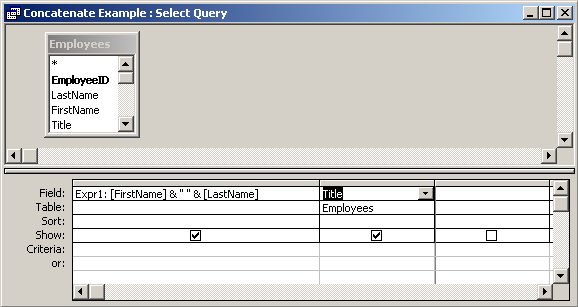 Concatenate Example : Select Query
Employees
*
EmployeeID
LastName
FirstName
Title
Field: Expr1: [FirstName] & " " & [LastName] Title
Table: Employees
Sort:
Show:
Criteria:
or: